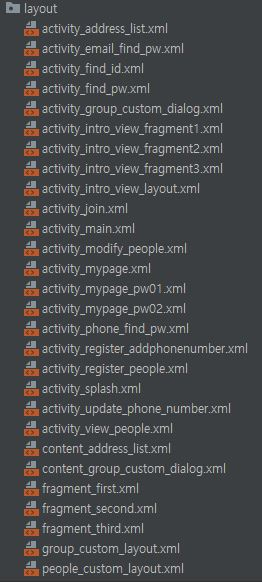 layout
activity_address_list.xml
activity_email_find_pw.xml
activity_find_id.xml
activity_find_pw.xml
activity_group_custom_dialog.xml
activity_intro_view_fragment1.xml
activity_intro_view_fragment2.xml
activity_intro_view_fragment3.xml
activity_intro_view_layout.xml
activity_join.xml
activity_main.xml
activity_modify_people.xml
activity_mypage.xml
activity_mypage_pw01.xml
activity_mypage_pw02.xml
activity_phone_find_pw.xml
activity_register_addphonenumber.xml
activity_register_people.xml
activity_splash.xml
activity_update_phone_number.xml
activity_view_people.xml
content_address_list.xml
content_group_custom_dialog.xml
fragment_first.xml
fragment_second.xml
fragment_third.xml
group_custom_layout.xml
people_custom_layout.xml